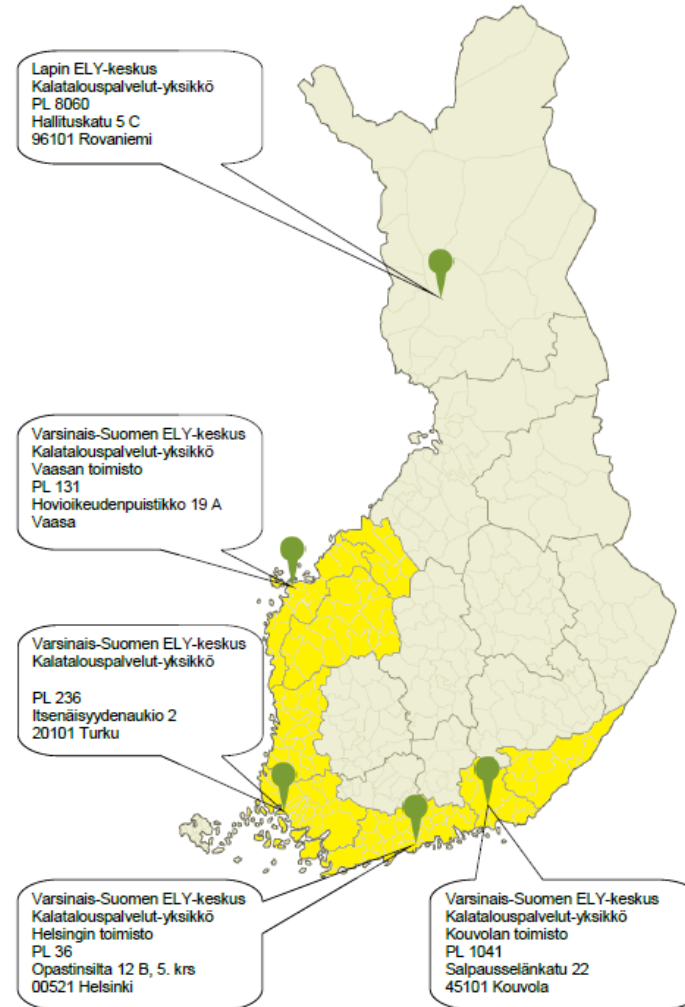 Lapin ELY-keskus
Kalatalouspalvelut-yksikkö
PL 8060
Hallituskatu 5 C
96101 Rovaniemi
Varsinais-Suomen ELY-keskus
Kalatalouspalvelut-yksikkö
Vaasan toimisto
PL 131
Hovioikeudenpuistikko 19 A
Vaasa
Varsinais-Suomen ELY-keskus
Kalatalouspalvelut-yksikkö
PL 236
Itsenäisyydenaukio 2
20101 Turku
Varsinais-Suomen ELY-keskus
Kalatalouspalvelut-yksikkö
Helsingin toimisto
PL 36
Opastinsilta 12 B, 5. krs
00521 Helsinki
Varsinais-Suomen ELY-keskus
Kalatalouspalvelut-yksikkö
Kouvolan toimisto
PL 1041
Salpausselänkatu 22
45101 Kouvola